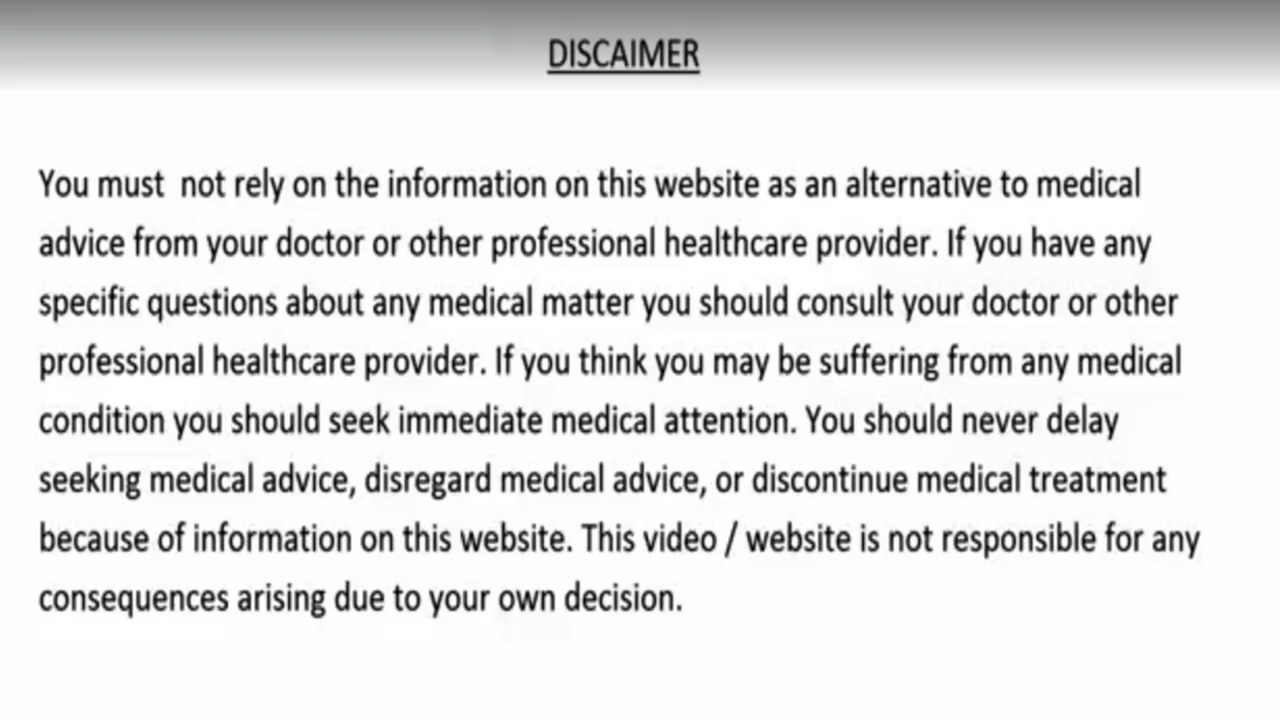 DISCAIMER
You must  not rely on the information on this website as an alternative to medical
advice from your doctor or other professional healthcare provider. If you have any
specific questions about any medical matter you should consult your doctor or other
professional healthcare provider. If you think you may be suffering from any medical
condition you should seek immediate medical attention. You should never delay
seeking medical advice, disregard medical advice, or discontinue medical treatment
because of information on this website. This video / website is not responsible for any
consequences arising due to your own decision.